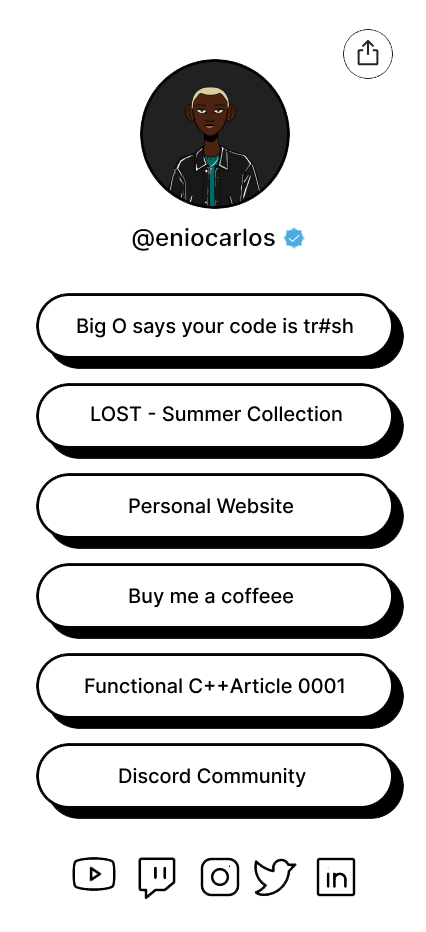 @eniocarlos
Big O says your code is tr#sh
LOST - Summer Collection
Personal Website
Buy me a coffeee
Functional C++Article 0001
Discord Community
in